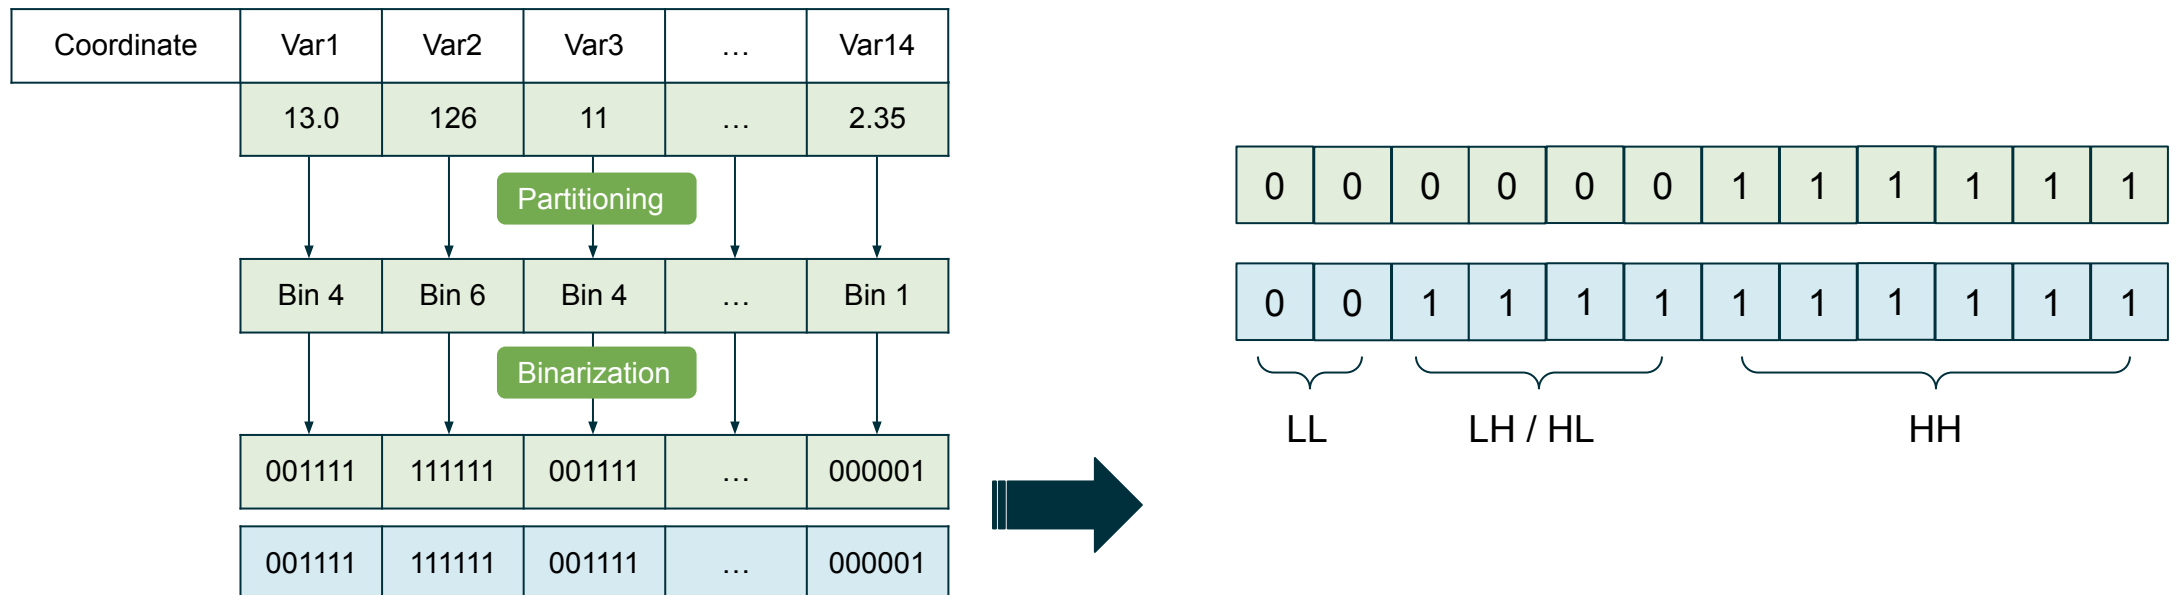 Coordinate Var1 Var2 Var3 … Var14
13.0 126 11 … 2.35
Partitioning
Bin 4 Bin 6 Bin 4 … Bin 1
Binarization
001111 111111 001111 … 000001
001111 111111 001111 … 000001
0 0 0 0 0 0 1 1 1 1 1 1
0 0 1 1 1 1 1 1 1 1 1 1
LL LH / HL HH